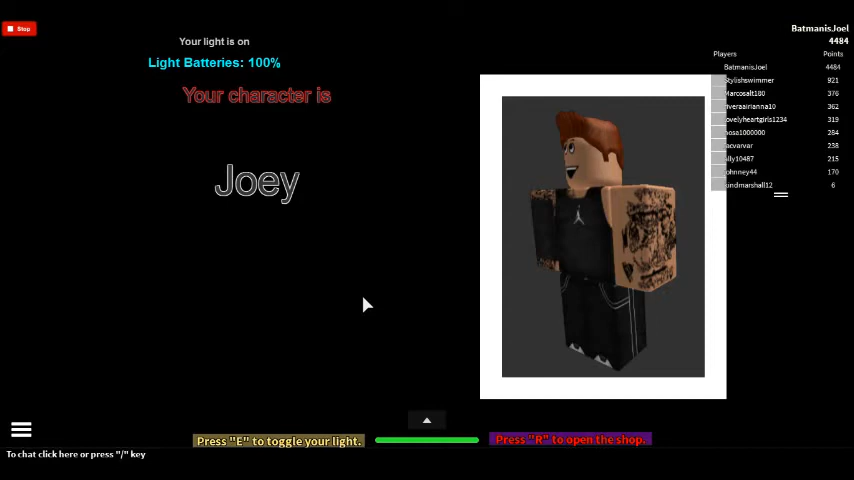 Stop
BatmanisJoel
4484
Your light is on
Light Batteries: 100%
Your character is
Joey
Players Points
BatmanisJoel 4484
Stylishswimmer 921
Marcosalt180 376
riveraairianna10 362
lovelyheartgirls1234 319
284
238
215
170
6
Press "E" to toggle your light.
Press "R" to open the shop.
To chat click here or press "/" key